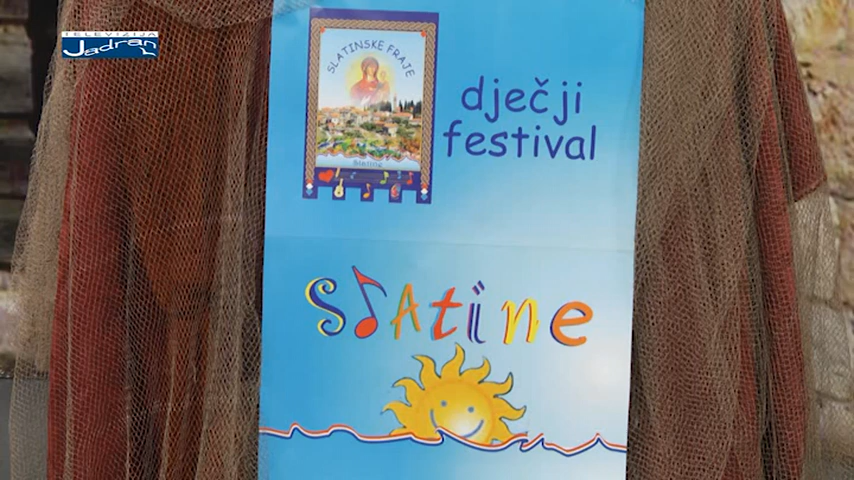 TELEVIZIJA
Jadran
SLATINSKE FRAJE
Slatine
dječji
festival
SLATINE